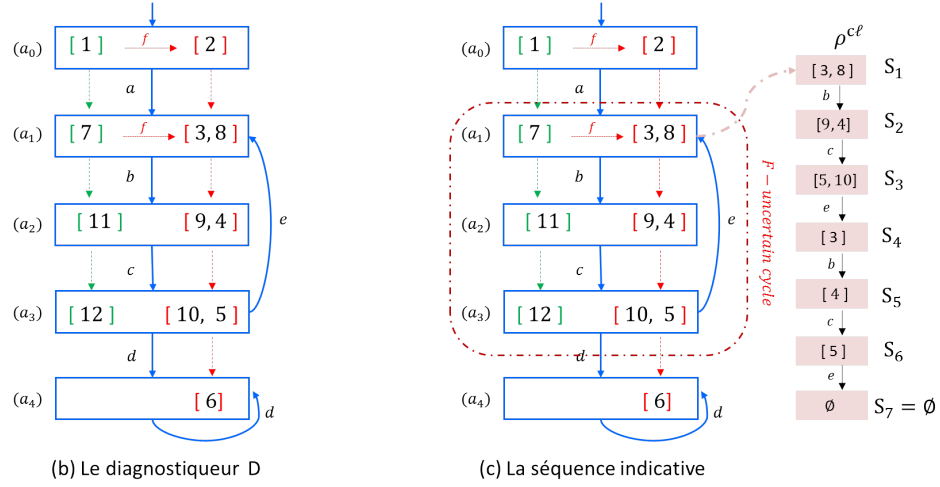 (a₀) [ 1 ] f [ 2 ]
a
(a₁) [ 7 ] f [ 3, 8 ]
b
(a₂) [ 11 ] [ 9, 4 ]
e
c
(a₃) [ 12 ] [ 10, 5 ]
d
(a₄) [ 6 ]
d
(b) Le diagnostiqueur D
(a₀) [ 1 ] f [ 2 ]
a
(a₁) [ 7 ] f [ 3, 8 ]
b
(a₂) [ 11 ] [ 9, 4 ]
e
c
(a₃) [ 12 ] [ 10, 5 ]
d
(a₄) [ 6 ]
d
F – uncertain cycle
(c) La séquence indicative
ρ^cℓ
[ 3, 8 ] S₁
b
[9, 4] S₂
c
[5, 10] S₃
e
[ 3 ] S₄
b
[ 4 ] S₅
c
[ 5 ] S₆
e
∅ S₇ = ∅